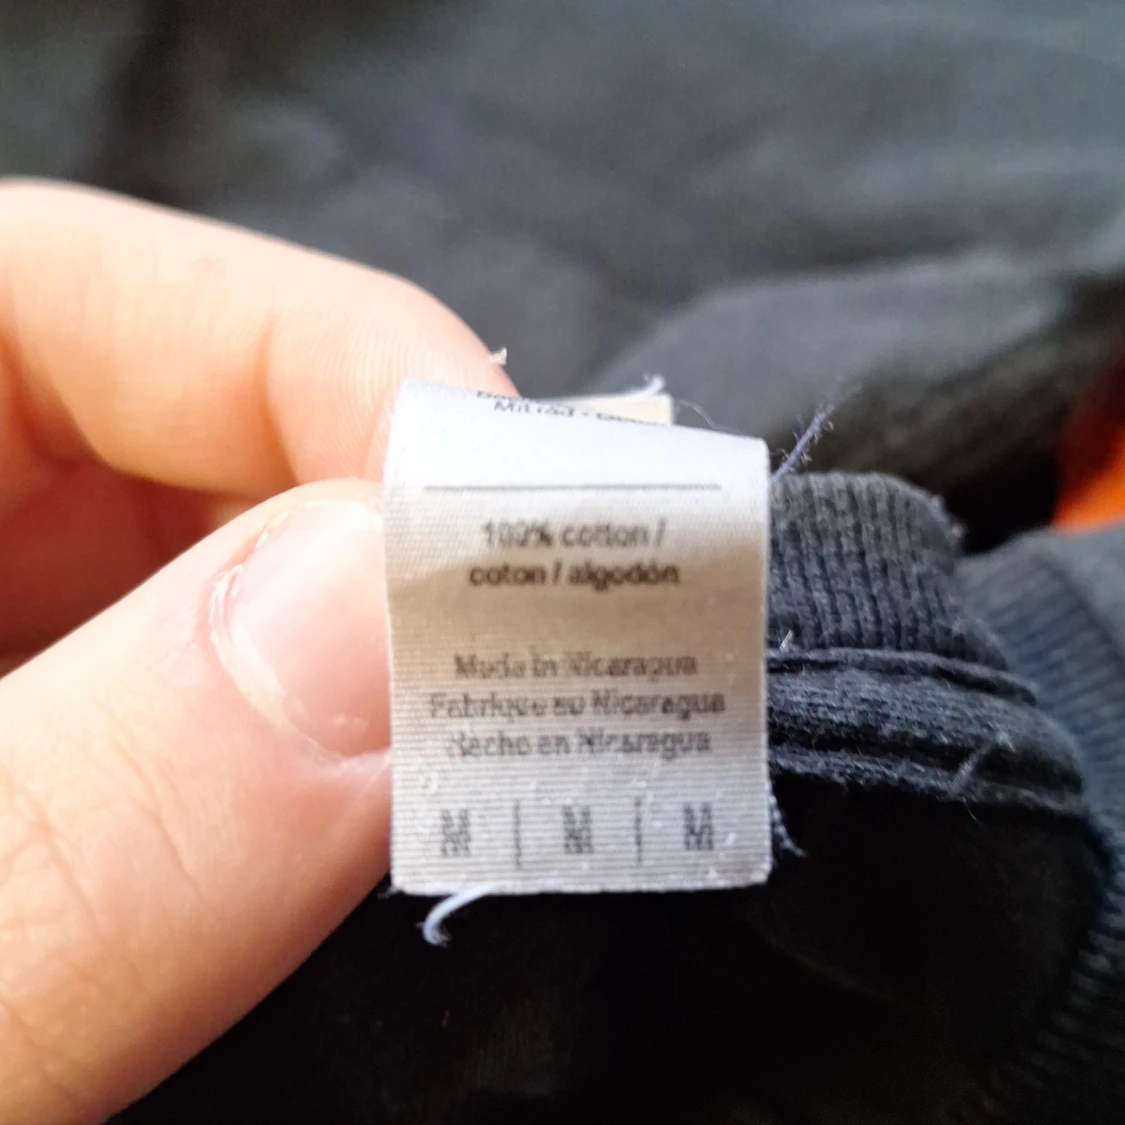 100% cotton /
coton / algodón
Made in Nicaragua
Fabriqué au Nicaragua
Hecho en Nicaragua
M | M | M